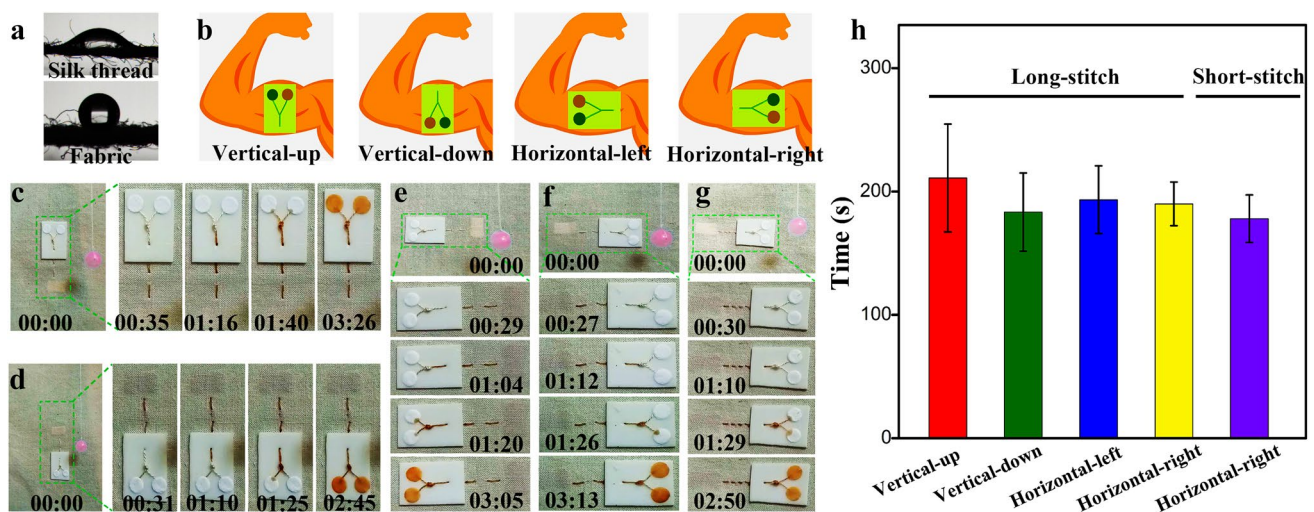 a
Silk thread
Fabric
b
Vertical-up
Vertical-down
Horizontal-left
Horizontal-right
c
00:00
00:35
01:16
01:40
03:26
d
00:00
00:31
01:10
01:25
02:45
e
00:00
00:29
01:04
01:20
03:05
f
00:00
00:27
01:12
01:26
03:13
g
00:00
00:30
01:10
01:29
02:50
h
Long-stitch
Short-stitch
Time (s)
300
200
100
0
Vertical-up
Vertical-down
Horizontal-left
Horizontal-right
Horizontal-right